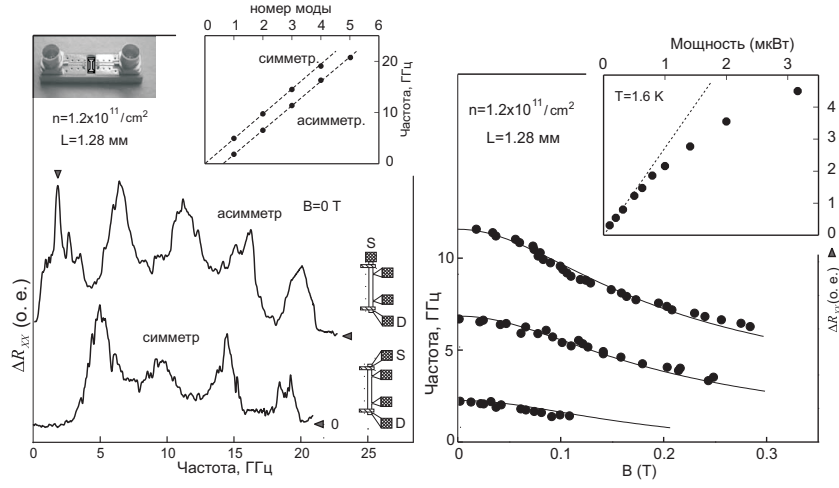 номер моды
0 1 2 3 4 5 6
симметр.
асимметр.
20
10
0
Частота, ГГц
n=1.2x10¹¹/cm²
L=1.28 мм
B=0 T
асимметр
симметр
S
D
S
D
0
ΔR_XX (о. е.)
0 5 10 15 20 25
Частота, ГГц
Мощность (мкВт)
0 1 2 3
T=1.6 K
4
3
2
1
0
ΔR_XX (о. е.)
n=1.2x10¹¹/cm²
L=1.28 мм
10
5
0
Частота, ГГц
0 0.1 0.2 0.3
B (T)